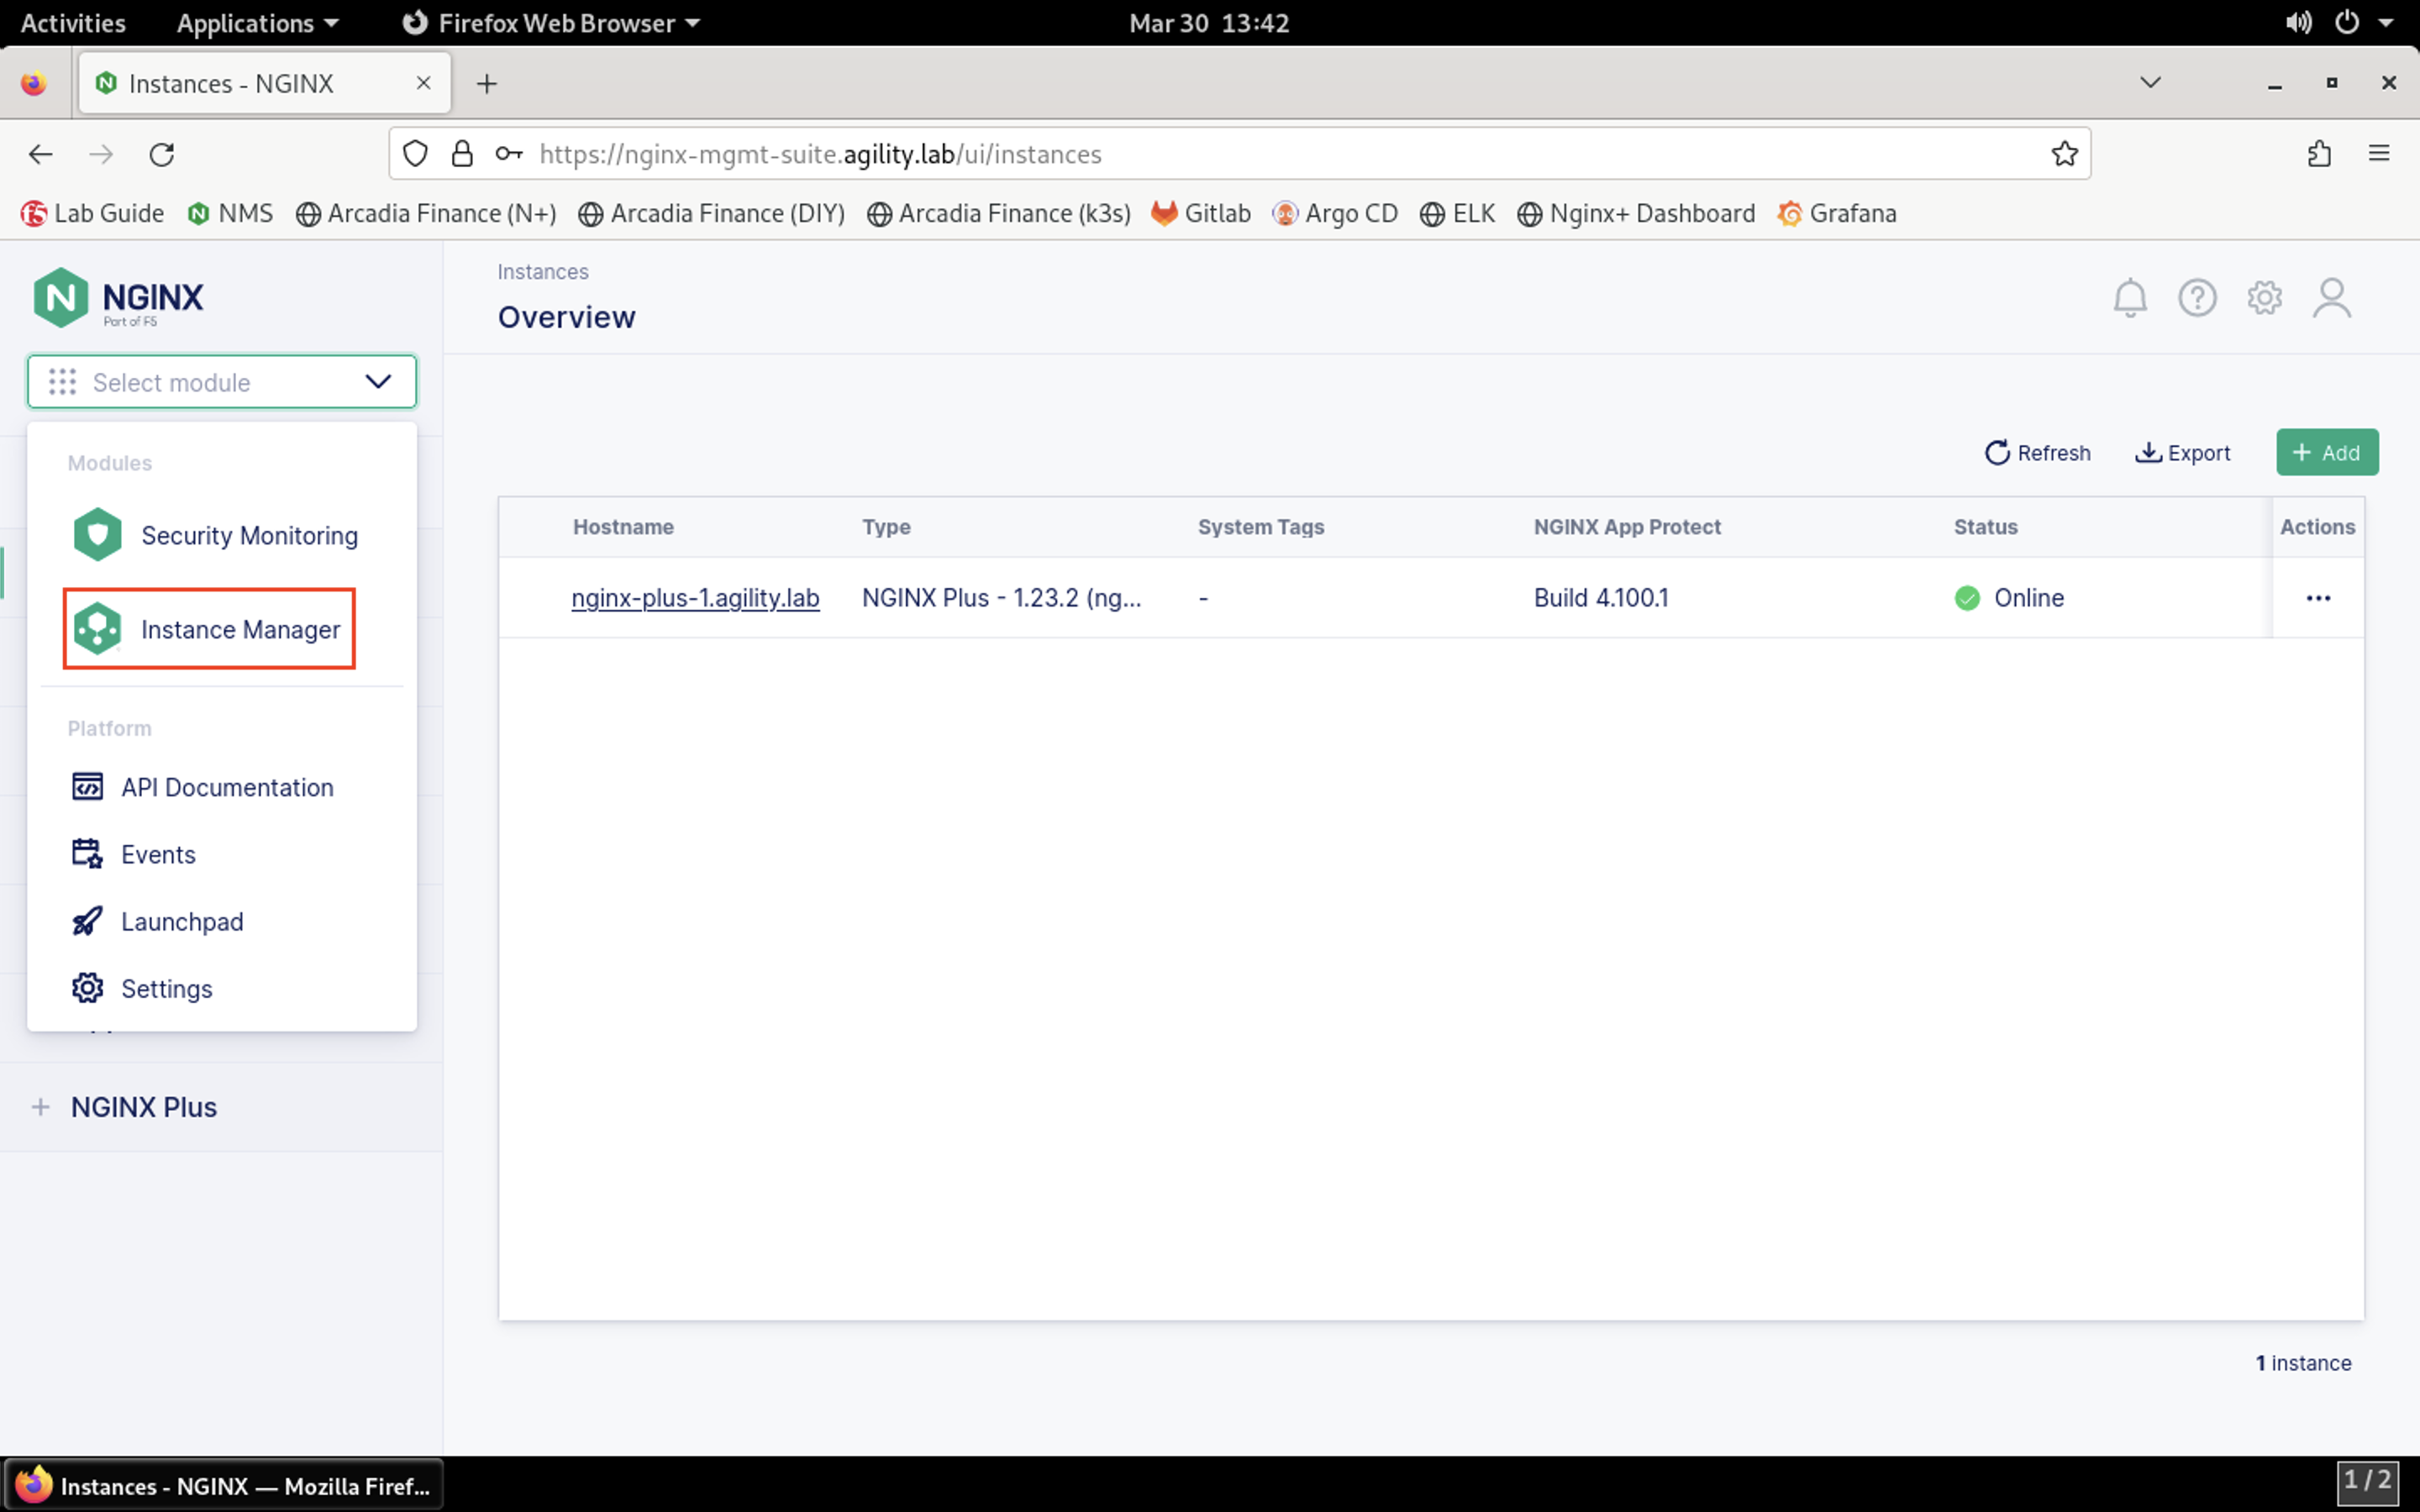 Activities Applications Firefox Web Browser Mar 30 13:42
Instances - NGINX
https://nginx-mgmt-suite.agility.lab/ui/instances
Lab Guide NMS Arcadia Finance (N+) Arcadia Finance (DIY) Arcadia Finance (k3s) Gitlab Argo CD ELK Nginx+ Dashboard Grafana
NGINX
Part of F5
Select module
Modules
Security Monitoring
Instance Manager
Platform
API Documentation
Events
Launchpad
Settings
+ NGINX Plus
Instances
Overview
Refresh Export + Add
Hostname Type System Tags NGINX App Protect Status Actions
nginx-plus-1.agility.lab NGINX Plus - 1.23.2 (ng... - Build 4.100.1 Online ...
1 instance
Instances - NGINX — Mozilla Firef...
1 / 2